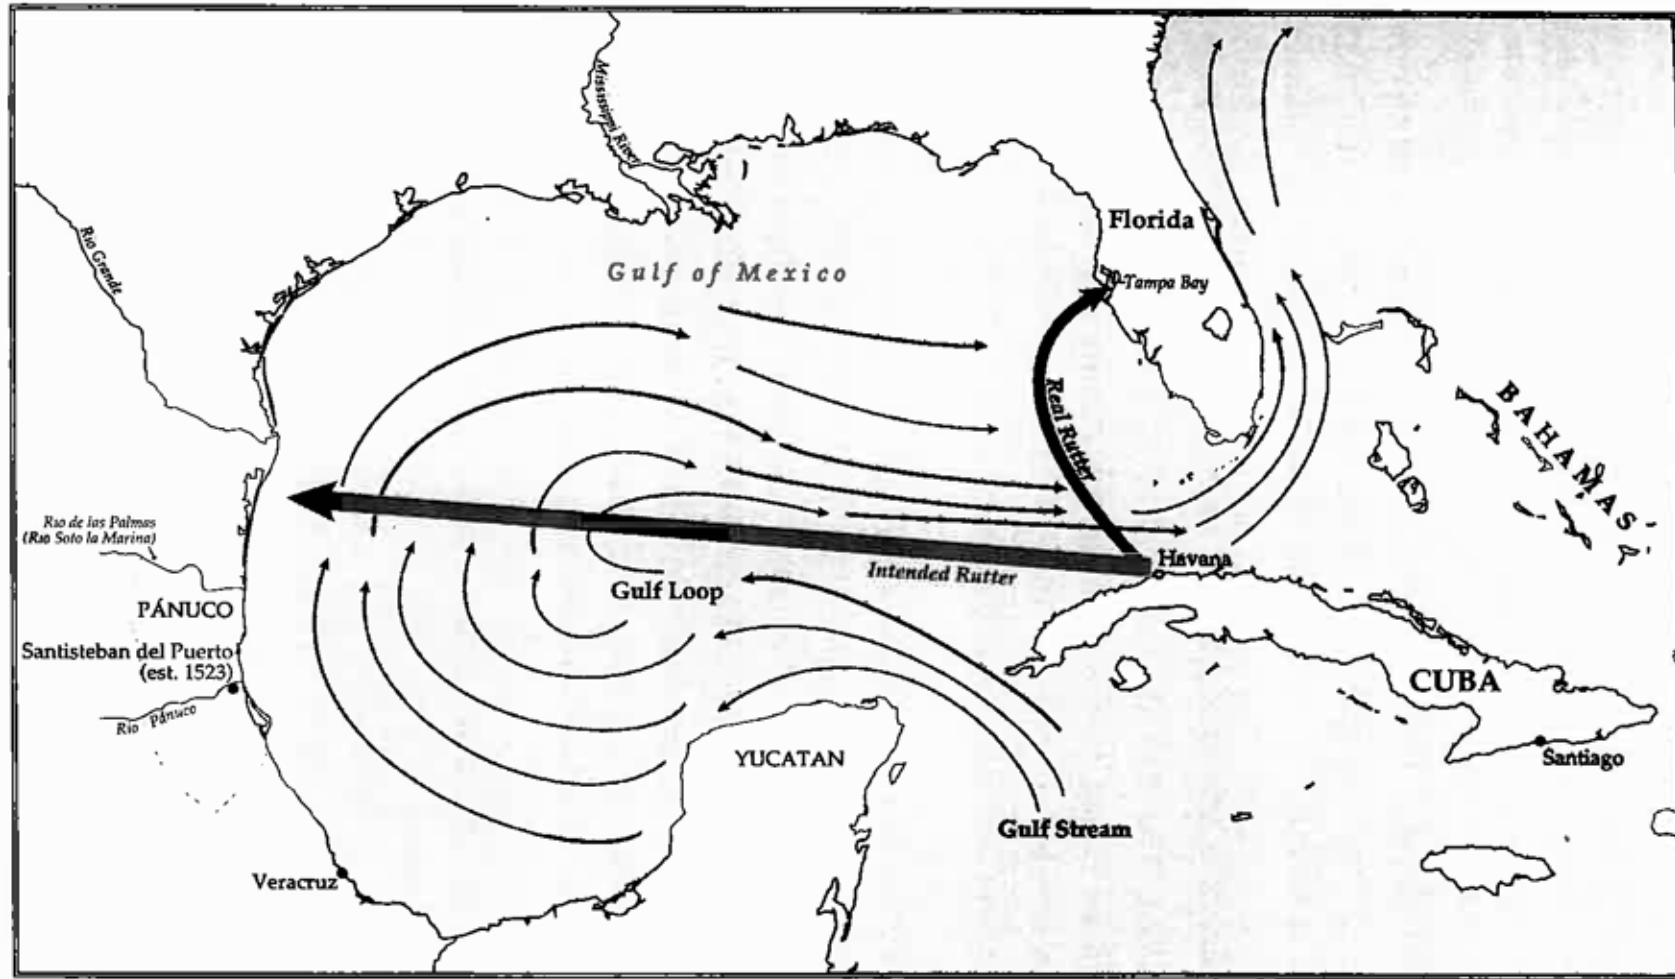 Mississippi River
Rio Grande
Florida
Gulf of Mexico
Tampa Bay
BAHAMAS
Real Rutter
Rio de las Palmas
(Rio Soto la Marina)
Havana
Intended Rutter
Gulf Loop
PÁNUCO
Santisteban del Puerto
(est. 1523)
CUBA
Rio Pánuco
YUCATAN
Santiago
Gulf Stream
Veracruz